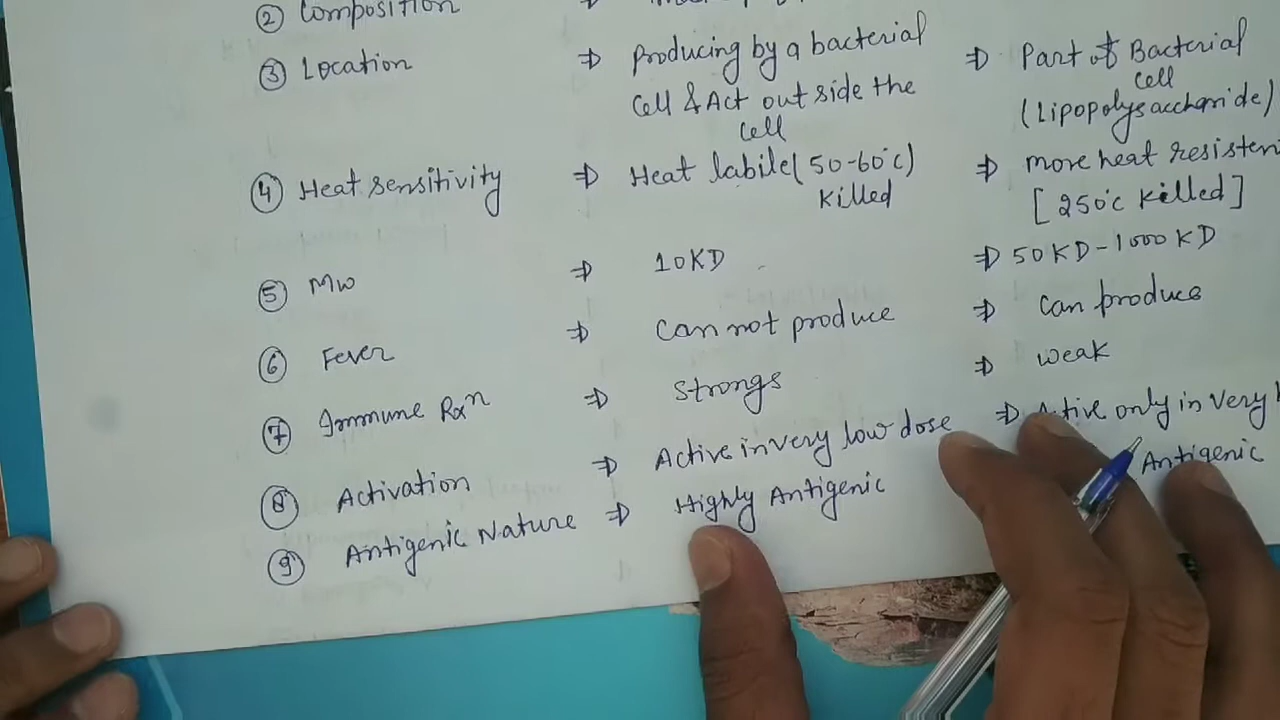 ② Composition ⇒
③ Location ⇒ Producing by a bacterial ⇒ Part of Bacterial
cell & Act out side the cell
cell (Lipopolysaccharide)
④ Heat sensitivity ⇒ Heat labile (50-60°c) ⇒ more heat resisten
killed [250°c killed]
⑤ Mw ⇒ 10KD ⇒ 50KD-1000KD
⑥ Fever ⇒ Can not produce ⇒ Can produce
⑦ Immune Rxⁿ ⇒ Strongs ⇒ weak
⑧ Activation ⇒ Active in very low dose ⇒ only in very
⑨ Antigenic Nature ⇒ Highly Antigenic Antigenic